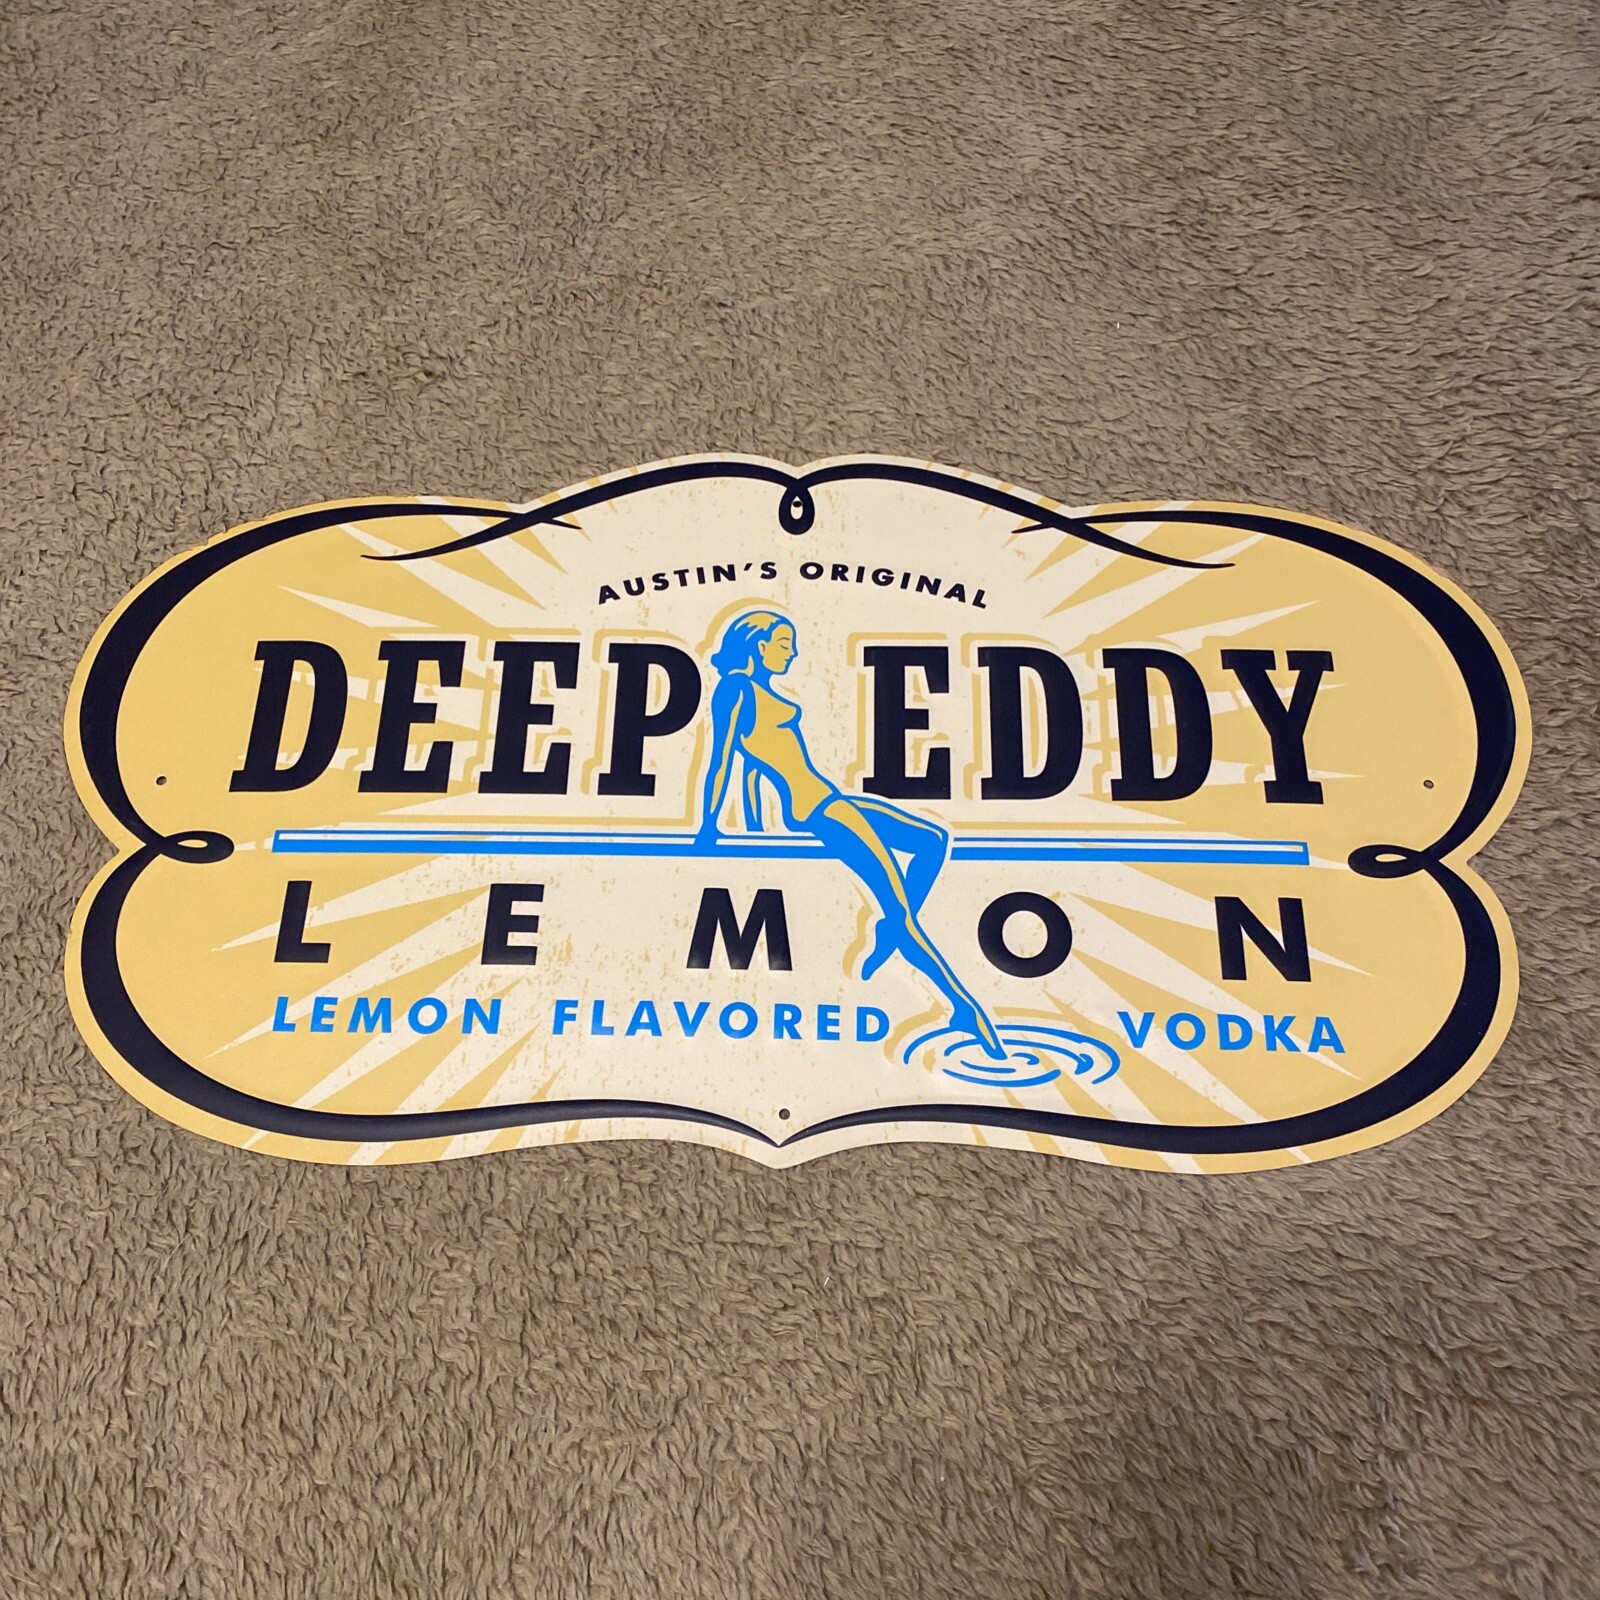 AUSTIN'S ORIGINAL
DEEP EDDY
LEMON
LEMON FLAVORED VODKA